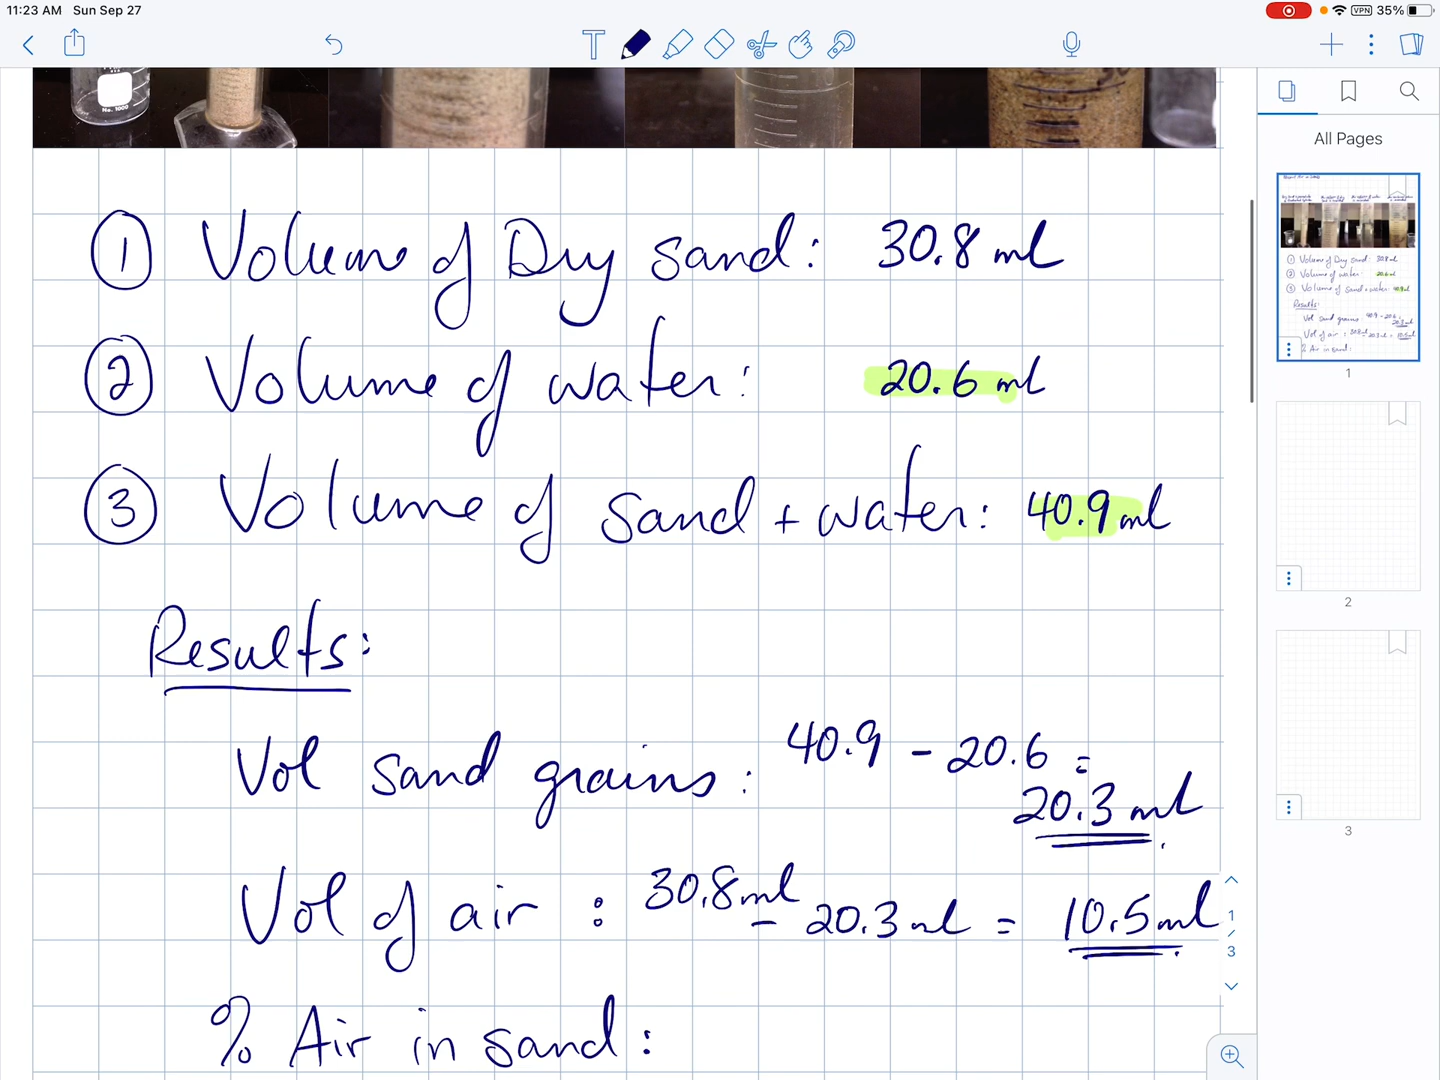 11:23 AM Sun Sep 27
VPN 35%
No. 1000
All Pages
① Volume of Dry sand: 30.8 ml
② Volume of water: 20.6 ml
③ Volume of sand + water: 40.9 ml
Results:
Vol sand grains: 40.9 - 20.6 =
20.3 ml
Vol of air : 30.8 ml
- 20.3 ml = 10.5 ml
% Air in sand:
1
/
3
1
2
3